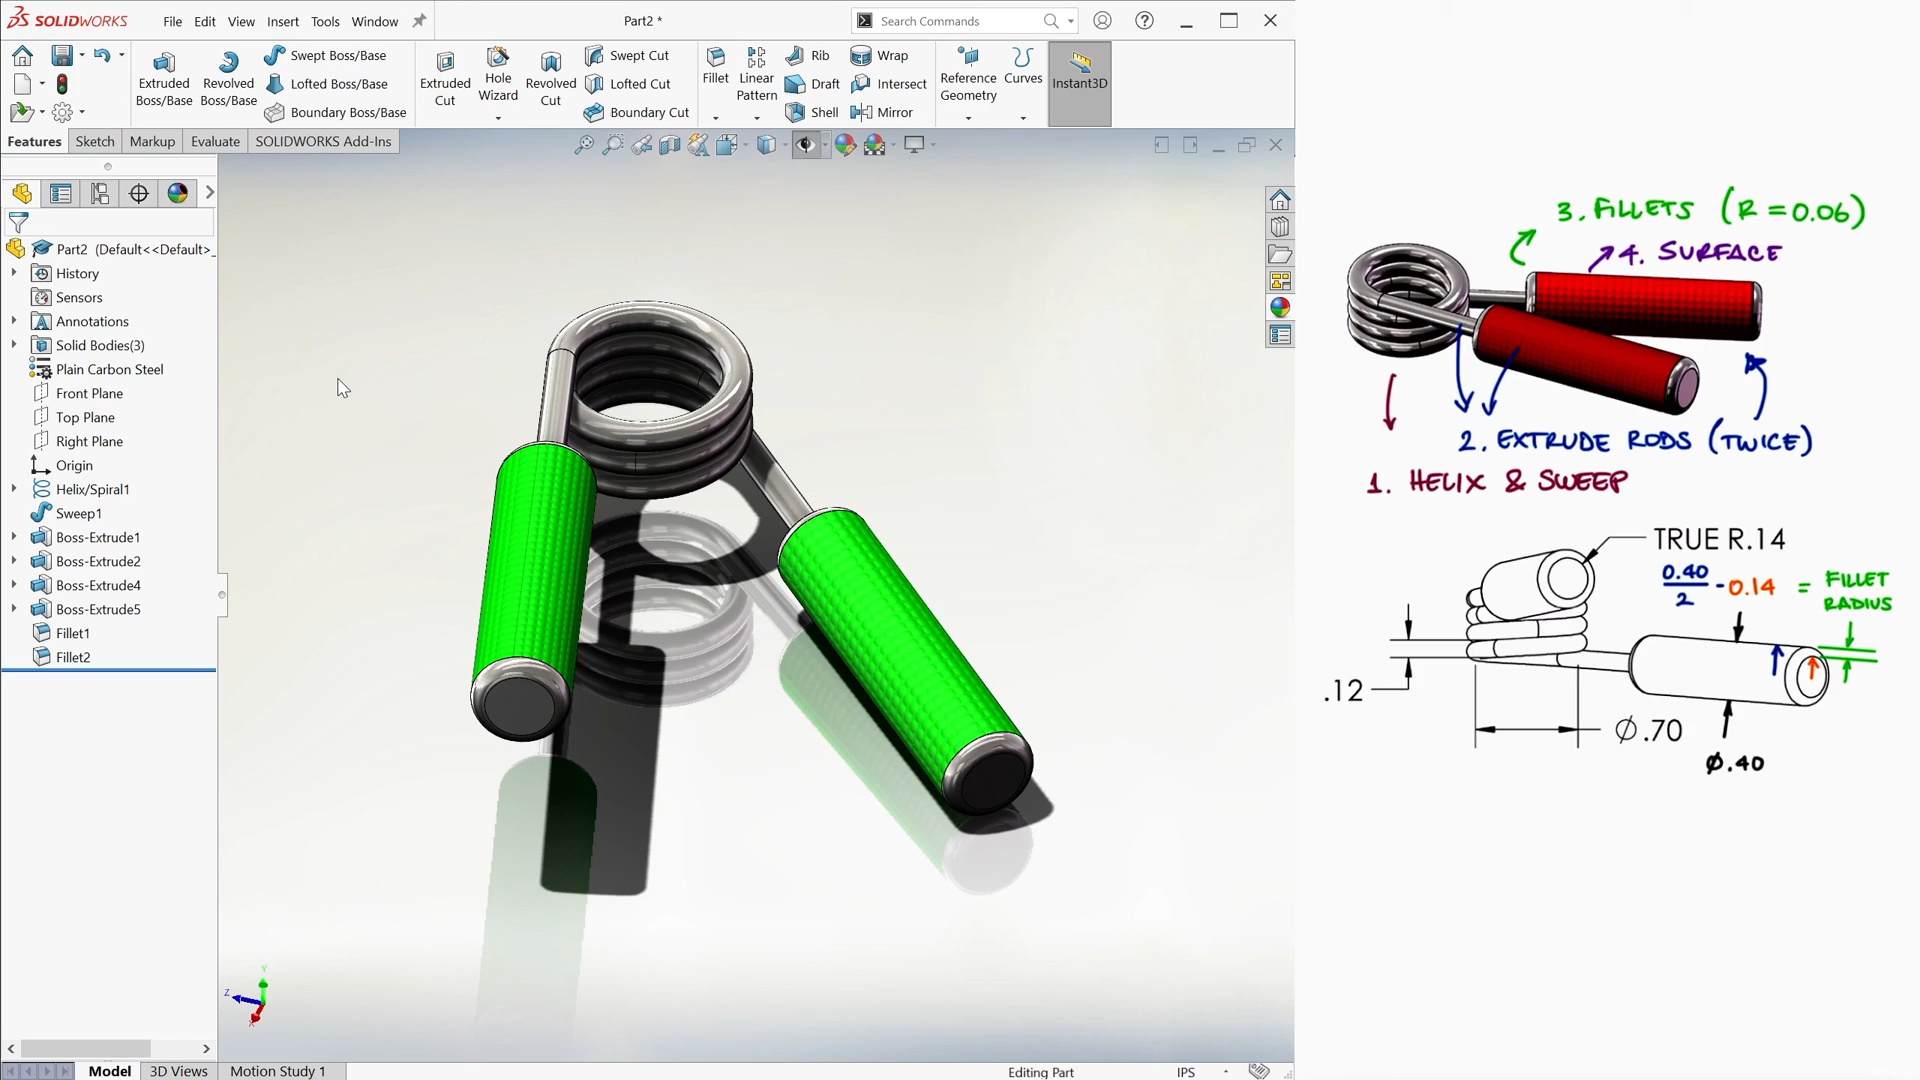 SOLIDWORKS
File Edit View Insert Tools Window
Part2 *
Search Commands
Extruded Boss/Base
Revolved Boss/Base
Swept Boss/Base
Lofted Boss/Base
Boundary Boss/Base
Extruded Cut
Hole Wizard
Revolved Cut
Swept Cut
Lofted Cut
Boundary Cut
Fillet
Linear Pattern
Rib
Draft
Shell
Wrap
Intersect
Mirror
Reference Geometry
Curves
Instant3D
Features Sketch Markup Evaluate SOLIDWORKS Add-Ins
Part2 (Default<<Default>_
History
Sensors
Annotations
Solid Bodies(3)
Plain Carbon Steel
Front Plane
Top Plane
Right Plane
Origin
Helix/Spiral1
Sweep1
Boss-Extrude1
Boss-Extrude2
Boss-Extrude4
Boss-Extrude5
Fillet1
Fillet2
Y
Z
X
Model 3D Views Motion Study 1
Editing Part
IPS
3. FILLETS (R=0.06)
4. SURFACE
2. EXTRUDE RODS (TWICE)
1. HELIX & SWEEP
TRUE R.14
0.40/2 - 0.14 = FILLET
RADIUS
.12
Ø.70
Ø.40